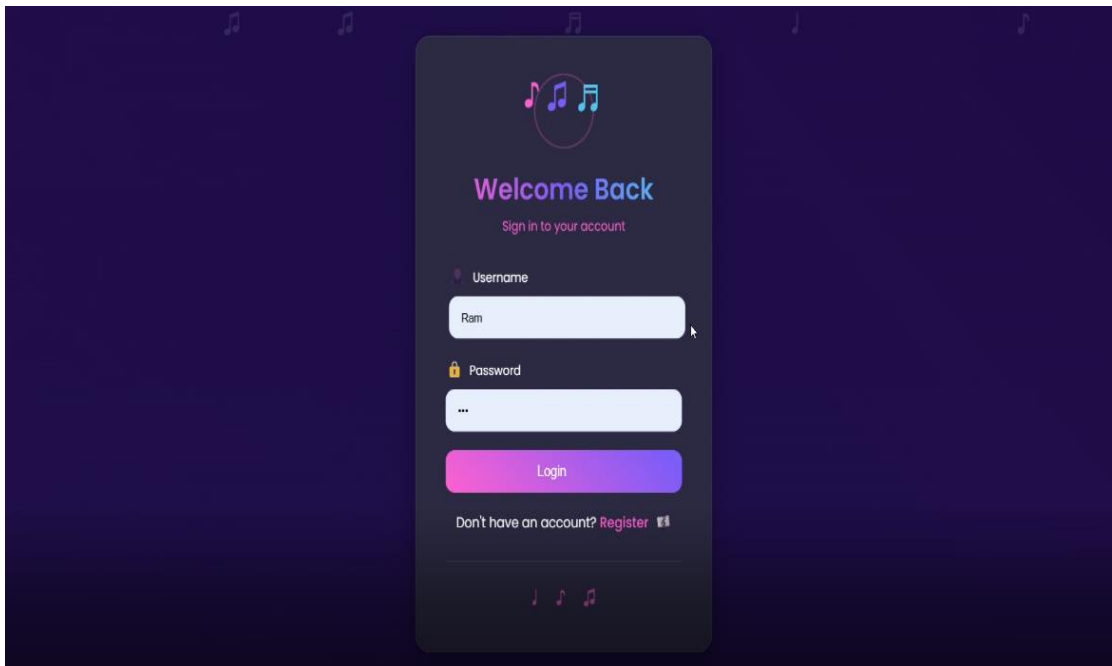 Welcome Back
Sign in to your account
Username
Ram
Password
•••
Login
Don't have an account? Register